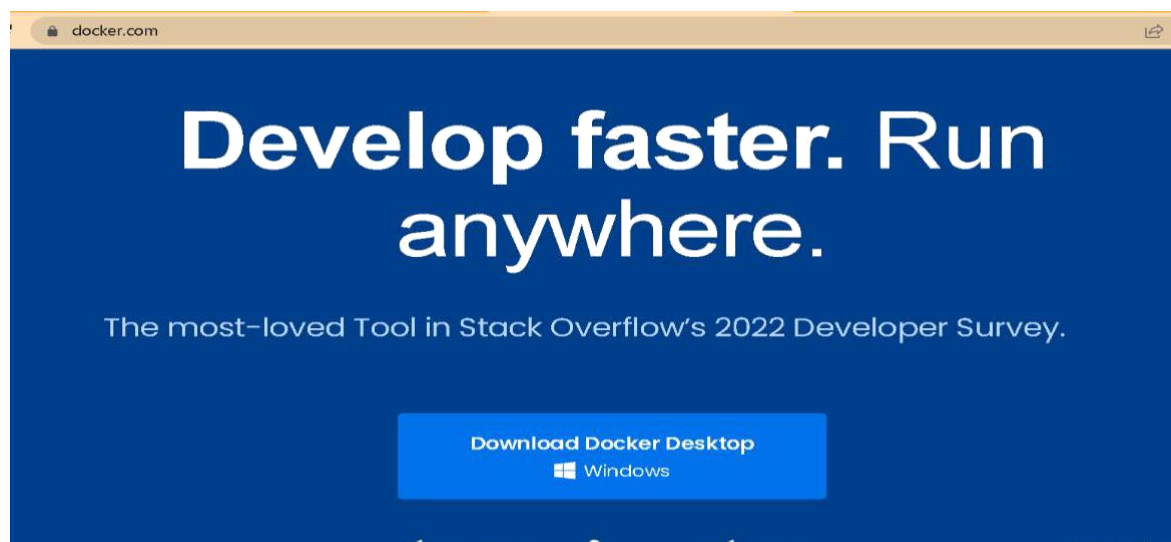 docker.com
Develop faster. Run
anywhere.
The most-loved Tool in Stack Overflow's 2022 Developer Survey.
Download Docker Desktop
Windows